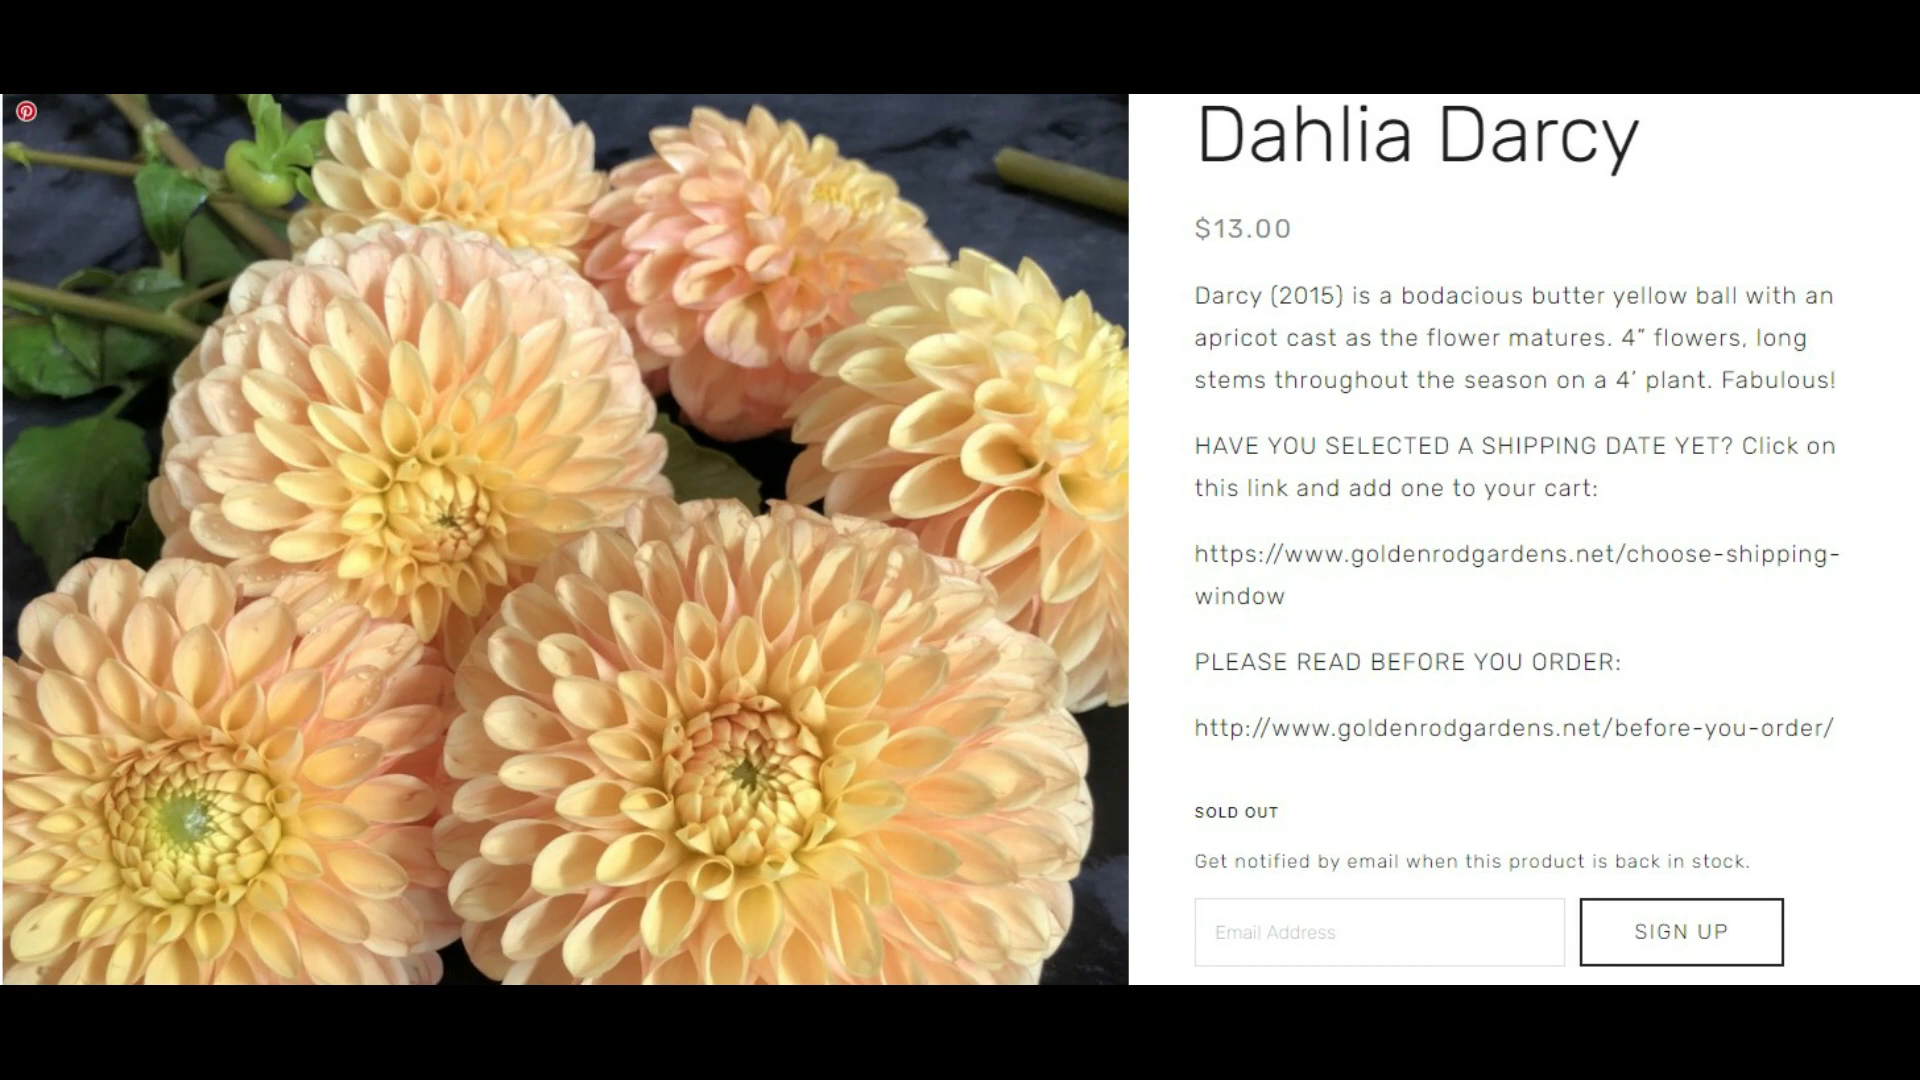 Dahlia Darcy
$13.00
Darcy (2015) is a bodacious butter yellow ball with an
apricot cast as the flower matures. 4” flowers, long
stems throughout the season on a 4’ plant. Fabulous!
HAVE YOU SELECTED A SHIPPING DATE YET? Click on
this link and add one to your cart:
https://www.goldenrodgardens.net/choose-shipping-
window
PLEASE READ BEFORE YOU ORDER:
http://www.goldenrodgardens.net/before-you-order/
SOLD OUT
Get notified by email when this product is back in stock.
Email Address
SIGN UP